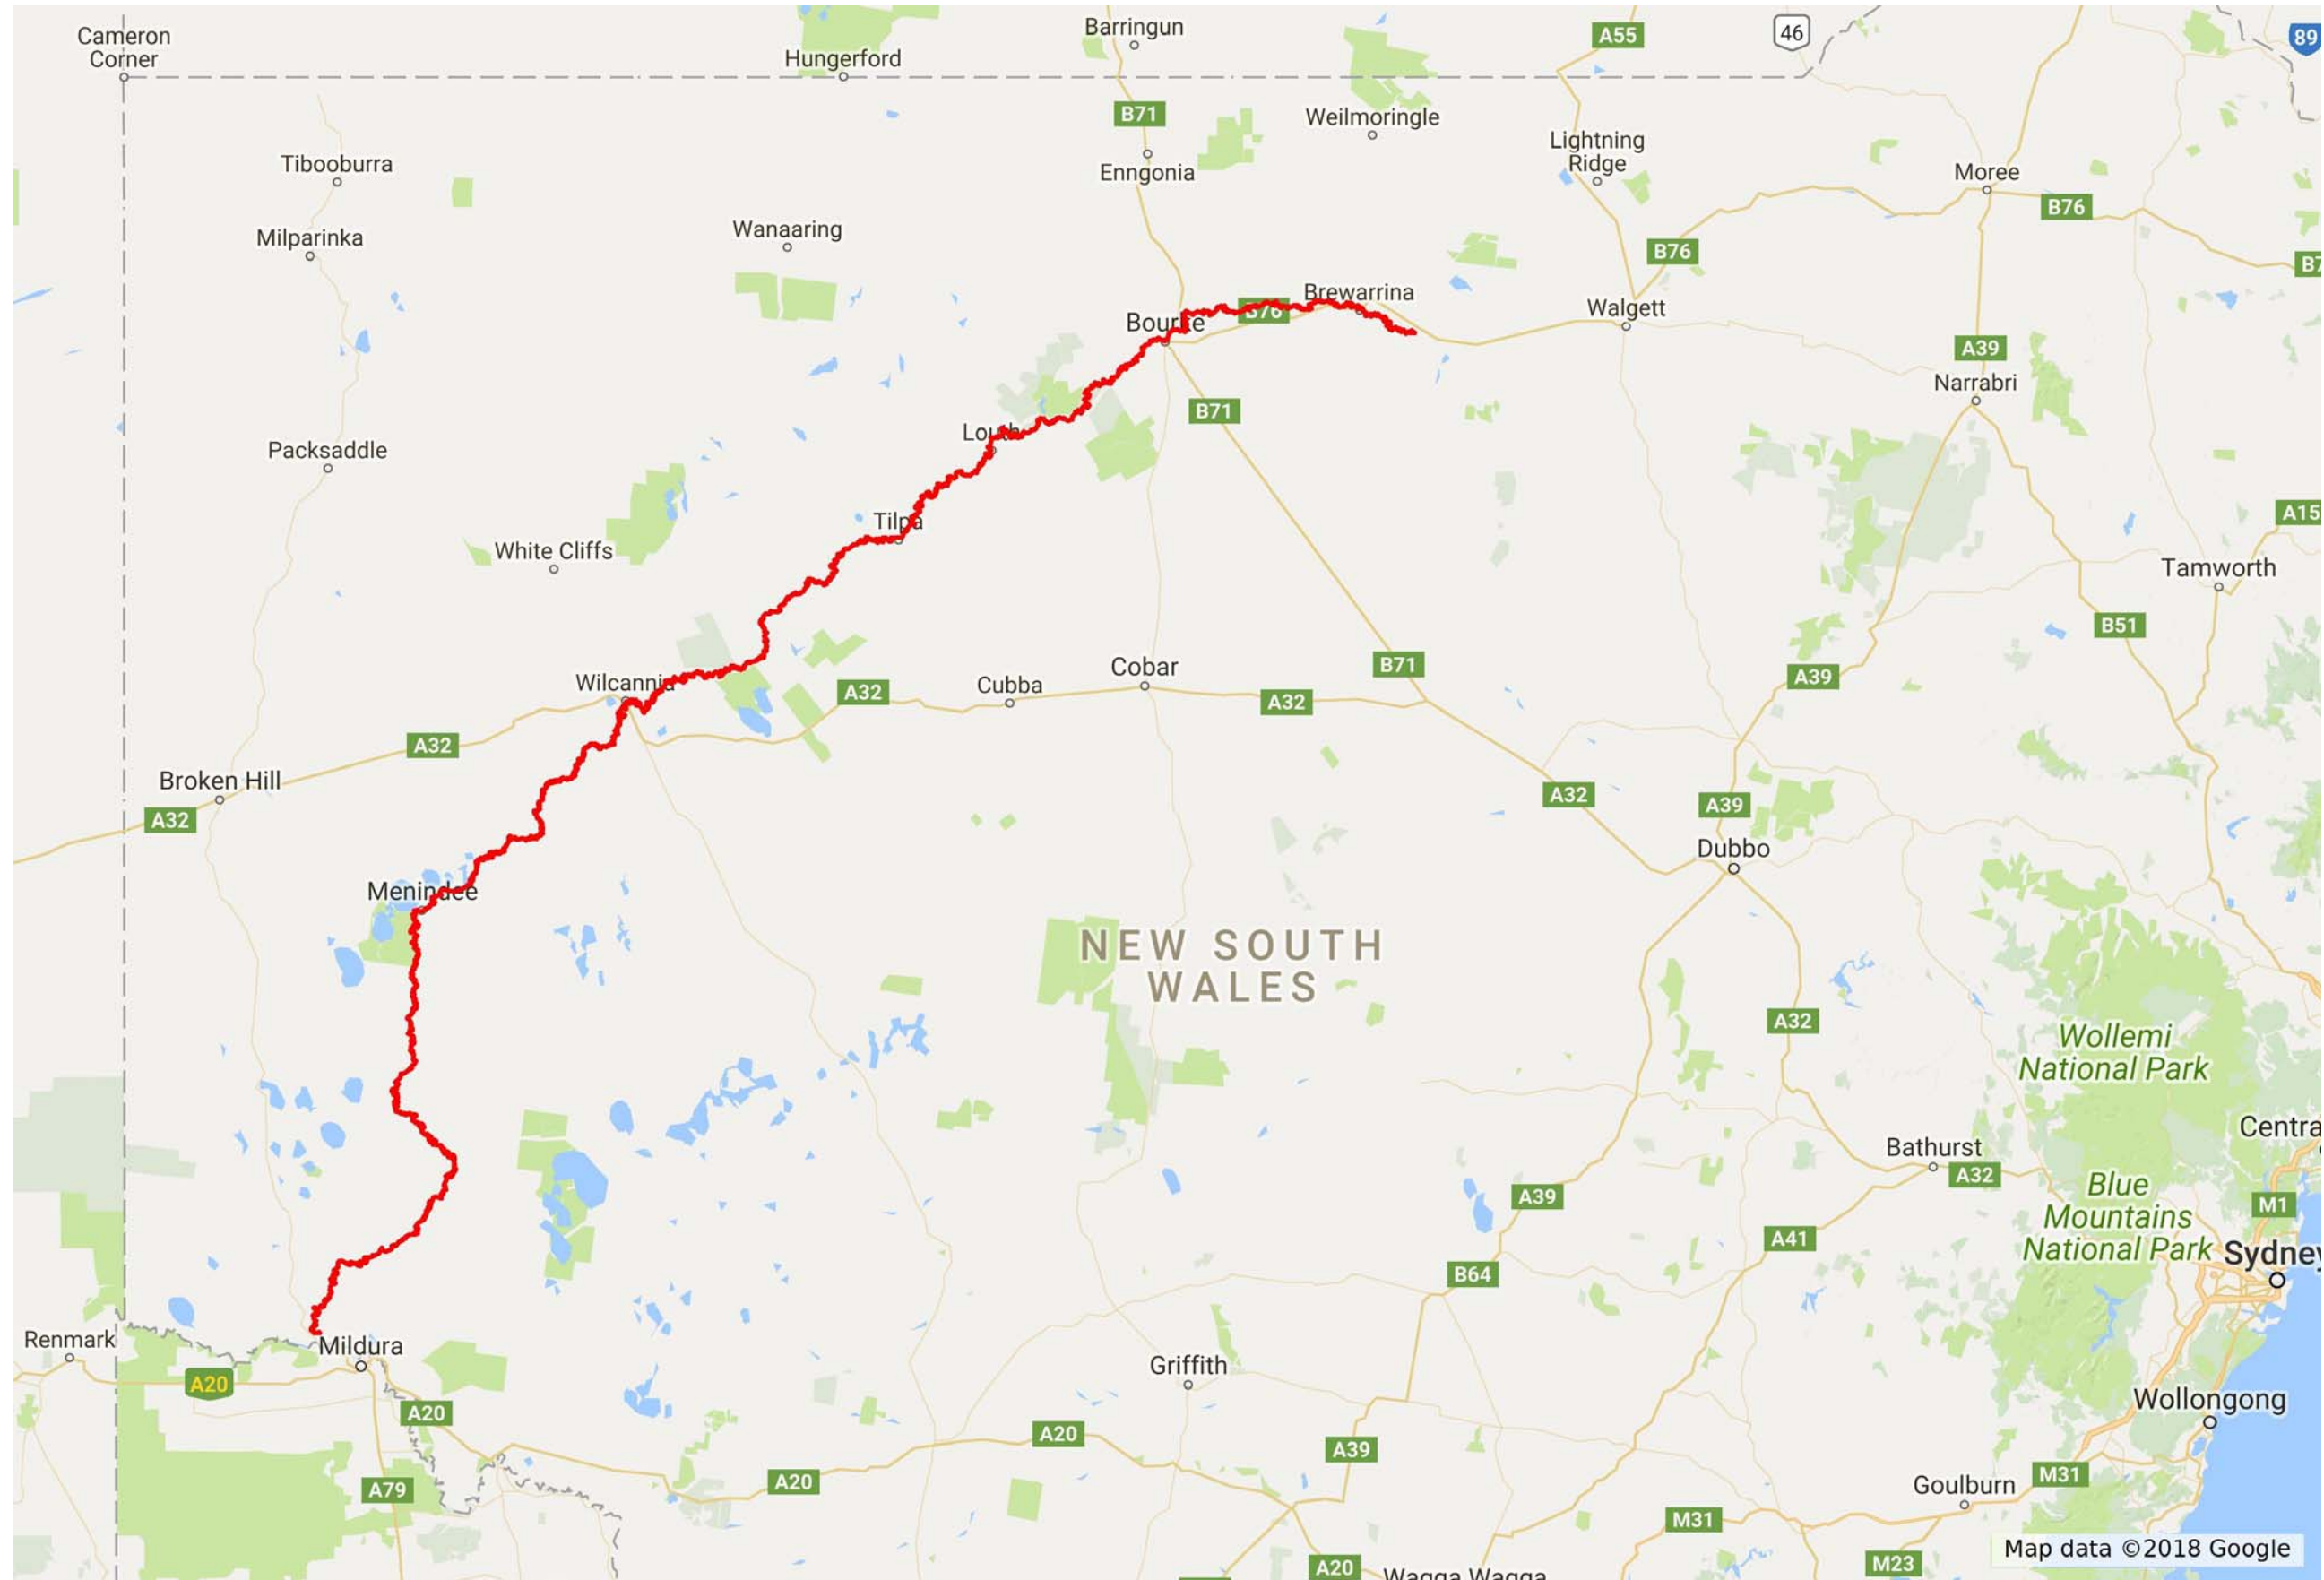 Cameron
Corner
Barringun
A55
46
89
Hungerford
B71
Weilmoringle
Lightning
Ridge
Tibooburra
Enngonia
Moree
B76
Milparinka
Wanaaring
B76
B7
Brewarrina
B76
Bourke
Walgett
A39
Narrabri
B71
Louth
Packsaddle
A15
Tilpa
White Cliffs
Tamworth
B51
Wilcannia
Cubba
Cobar
B71
A39
A32
A32
A32
Broken Hill
A32
A32
A39
Dubbo
Menindee
NEW SOUTH
WALES
A32
Wollemi
National Park
Centra
Bathurst
A32
A39
Blue
Mountains
National Park
M1
A41
Sydney
B64
Renmark
Mildura
A20
Griffith
A20
A20
A39
Wollongong
A79
A20
Goulburn
M31
M31
Map data ©2018 Google
A20
Wagga Wagga
M23